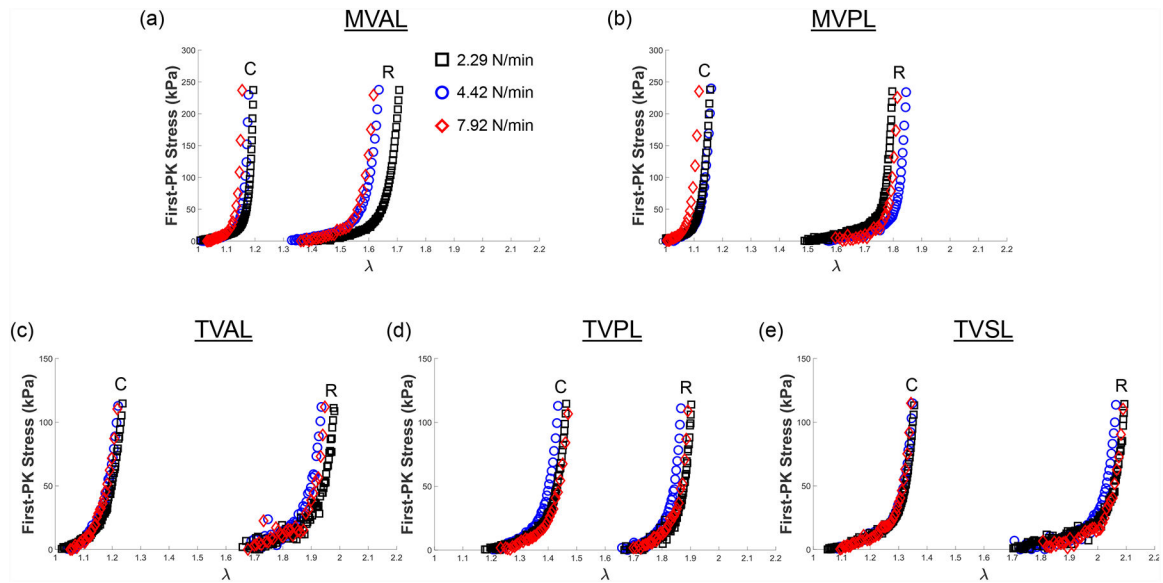 (a) MVAL
(b) MVPL
2.29 N/min
4.42 N/min
7.92 N/min
First-PK Stress (kPa)
300
250
200
150
100
50
0
C
R
1 1.1 1.2 1.3 1.4 1.5 1.6 1.7 1.8 1.9 2 2.1 2.2
λ
First-PK Stress (kPa)
300
250
200
150
100
50
0
C
R
1 1.1 1.2 1.3 1.4 1.5 1.6 1.7 1.8 1.9 2 2.1 2.2
λ
(c) TVAL
(d) TVPL
(e) TVSL
First-PK Stress (kPa)
150
100
50
0
C
R
1 1.1 1.2 1.3 1.4 1.5 1.6 1.7 1.8 1.9 2 2.1 2.2
λ
First-PK Stress (kPa)
150
100
50
0
C
R
1 1.1 1.2 1.3 1.4 1.5 1.6 1.7 1.8 1.9 2 2.1 2.2
λ
First-PK Stress (kPa)
150
100
50
0
C
R
1 1.1 1.2 1.3 1.4 1.5 1.6 1.7 1.8 1.9 2 2.1 2.2
λ